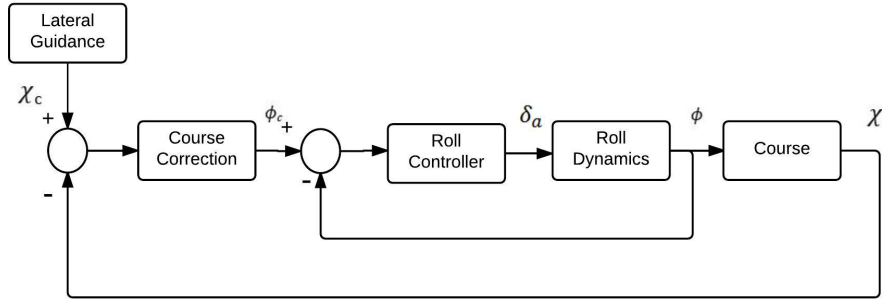 Lateral
Guidance
χc
+
-
Course
Correction
ϕc
+
-
Roll
Controller
δa
Roll
Dynamics
ϕ
Course
χ